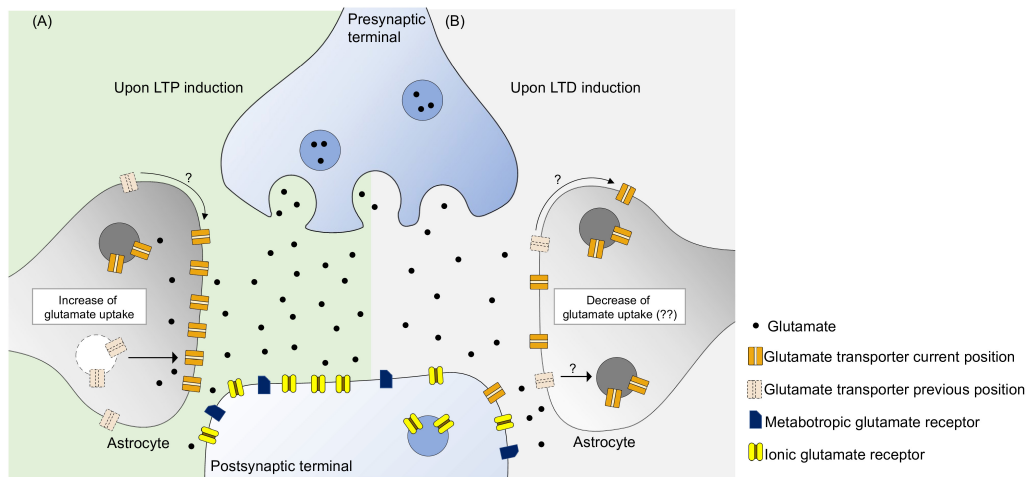 (A)
Presynaptic
terminal
(B)
Upon LTP induction
Upon LTD induction
?
?
Increase of
glutamate uptake
Decrease of
glutamate uptake (??)
?
Astrocyte
Astrocyte
Postsynaptic terminal
Glutamate
Glutamate transporter current position
Glutamate transporter previous position
Metabotropic glutamate receptor
Ionic glutamate receptor